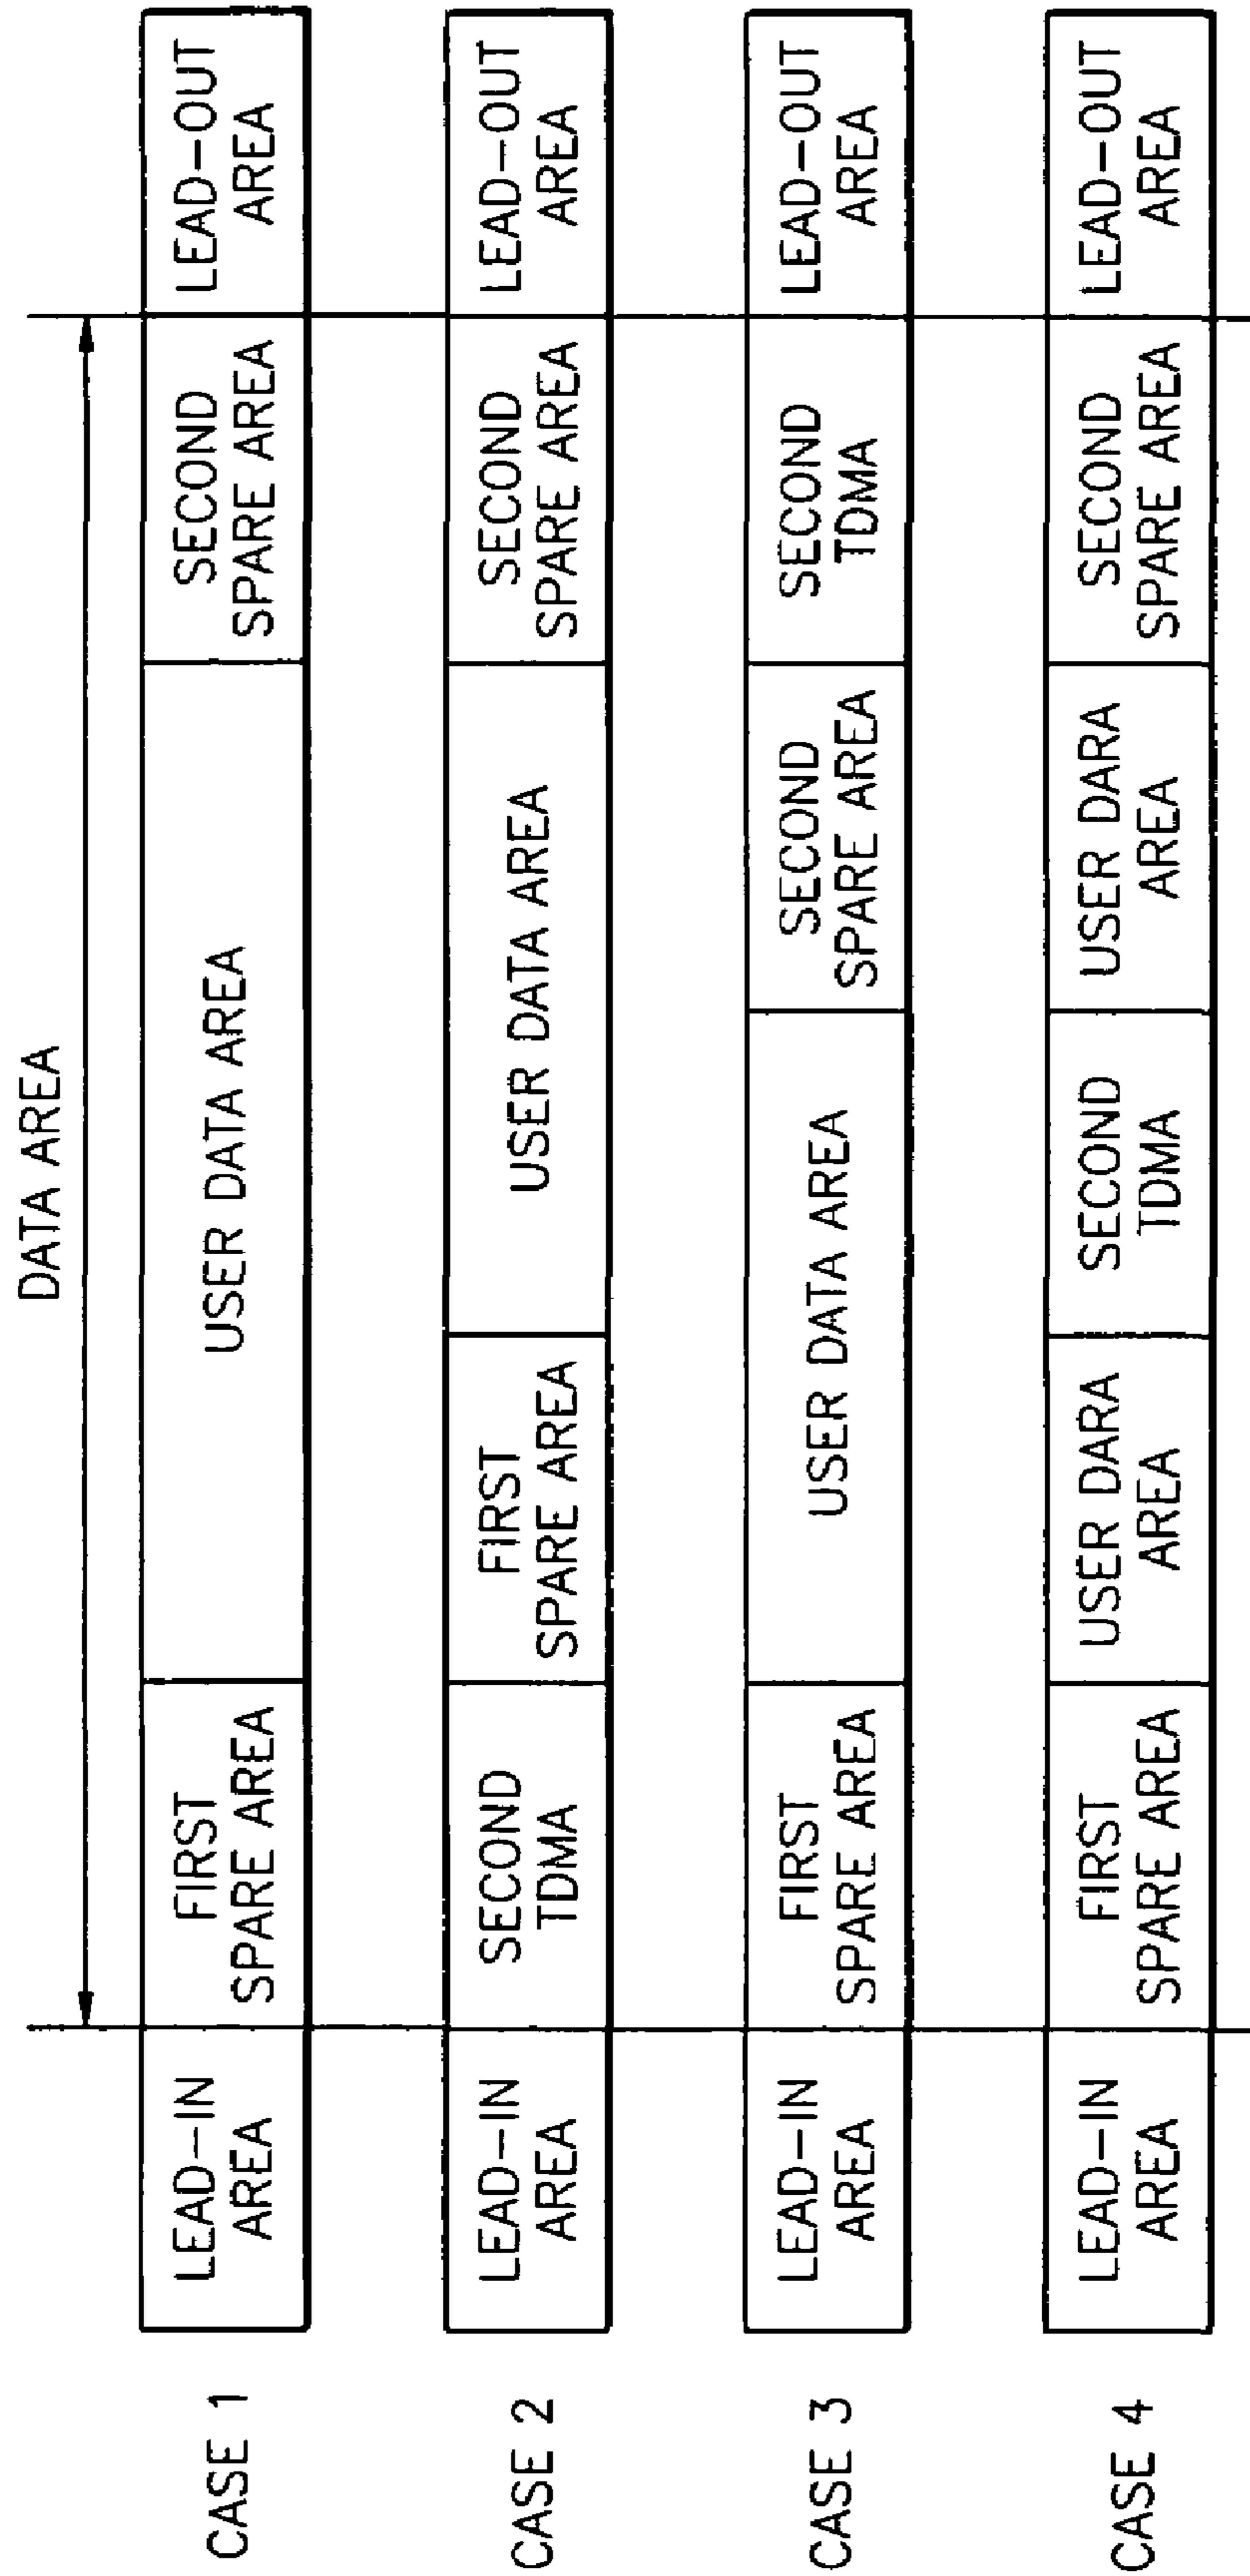 DATA AREA
CASE 1
LEAD-IN
AREA
FIRST
SPARE AREA
USER DATA AREA
SECOND
SPARE AREA
LEAD-OUT
AREA
CASE 2
LEAD-IN
AREA
SECOND
TDMA
FIRST
SPARE AREA
USER DATA AREA
SECOND
SPARE AREA
LEAD-OUT
AREA
CASE 3
LEAD-IN
AREA
FIRST
SPARE AREA
USER DATA AREA
SECOND
SPARE AREA
SECOND
TDMA
LEAD-OUT
AREA
CASE 4
LEAD-IN
AREA
FIRST
SPARE AREA
USER DARA
AREA
SECOND
TDMA
USER DARA
AREA
SECOND
SPARE AREA
LEAD-OUT
AREA